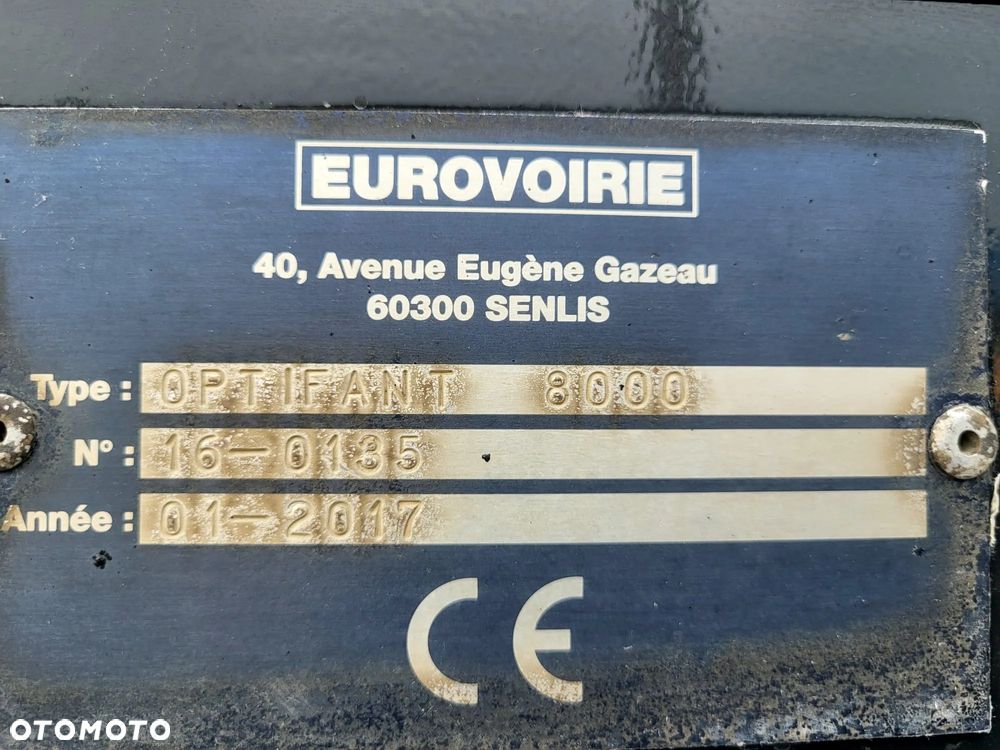 EUROVOIRIE
40, Avenue Eugène Gazeau
60300 SENLIS
Type : OPTIFANT 8000
N° : 16-0135
Année : 01-2017
CE
OTOMOTO